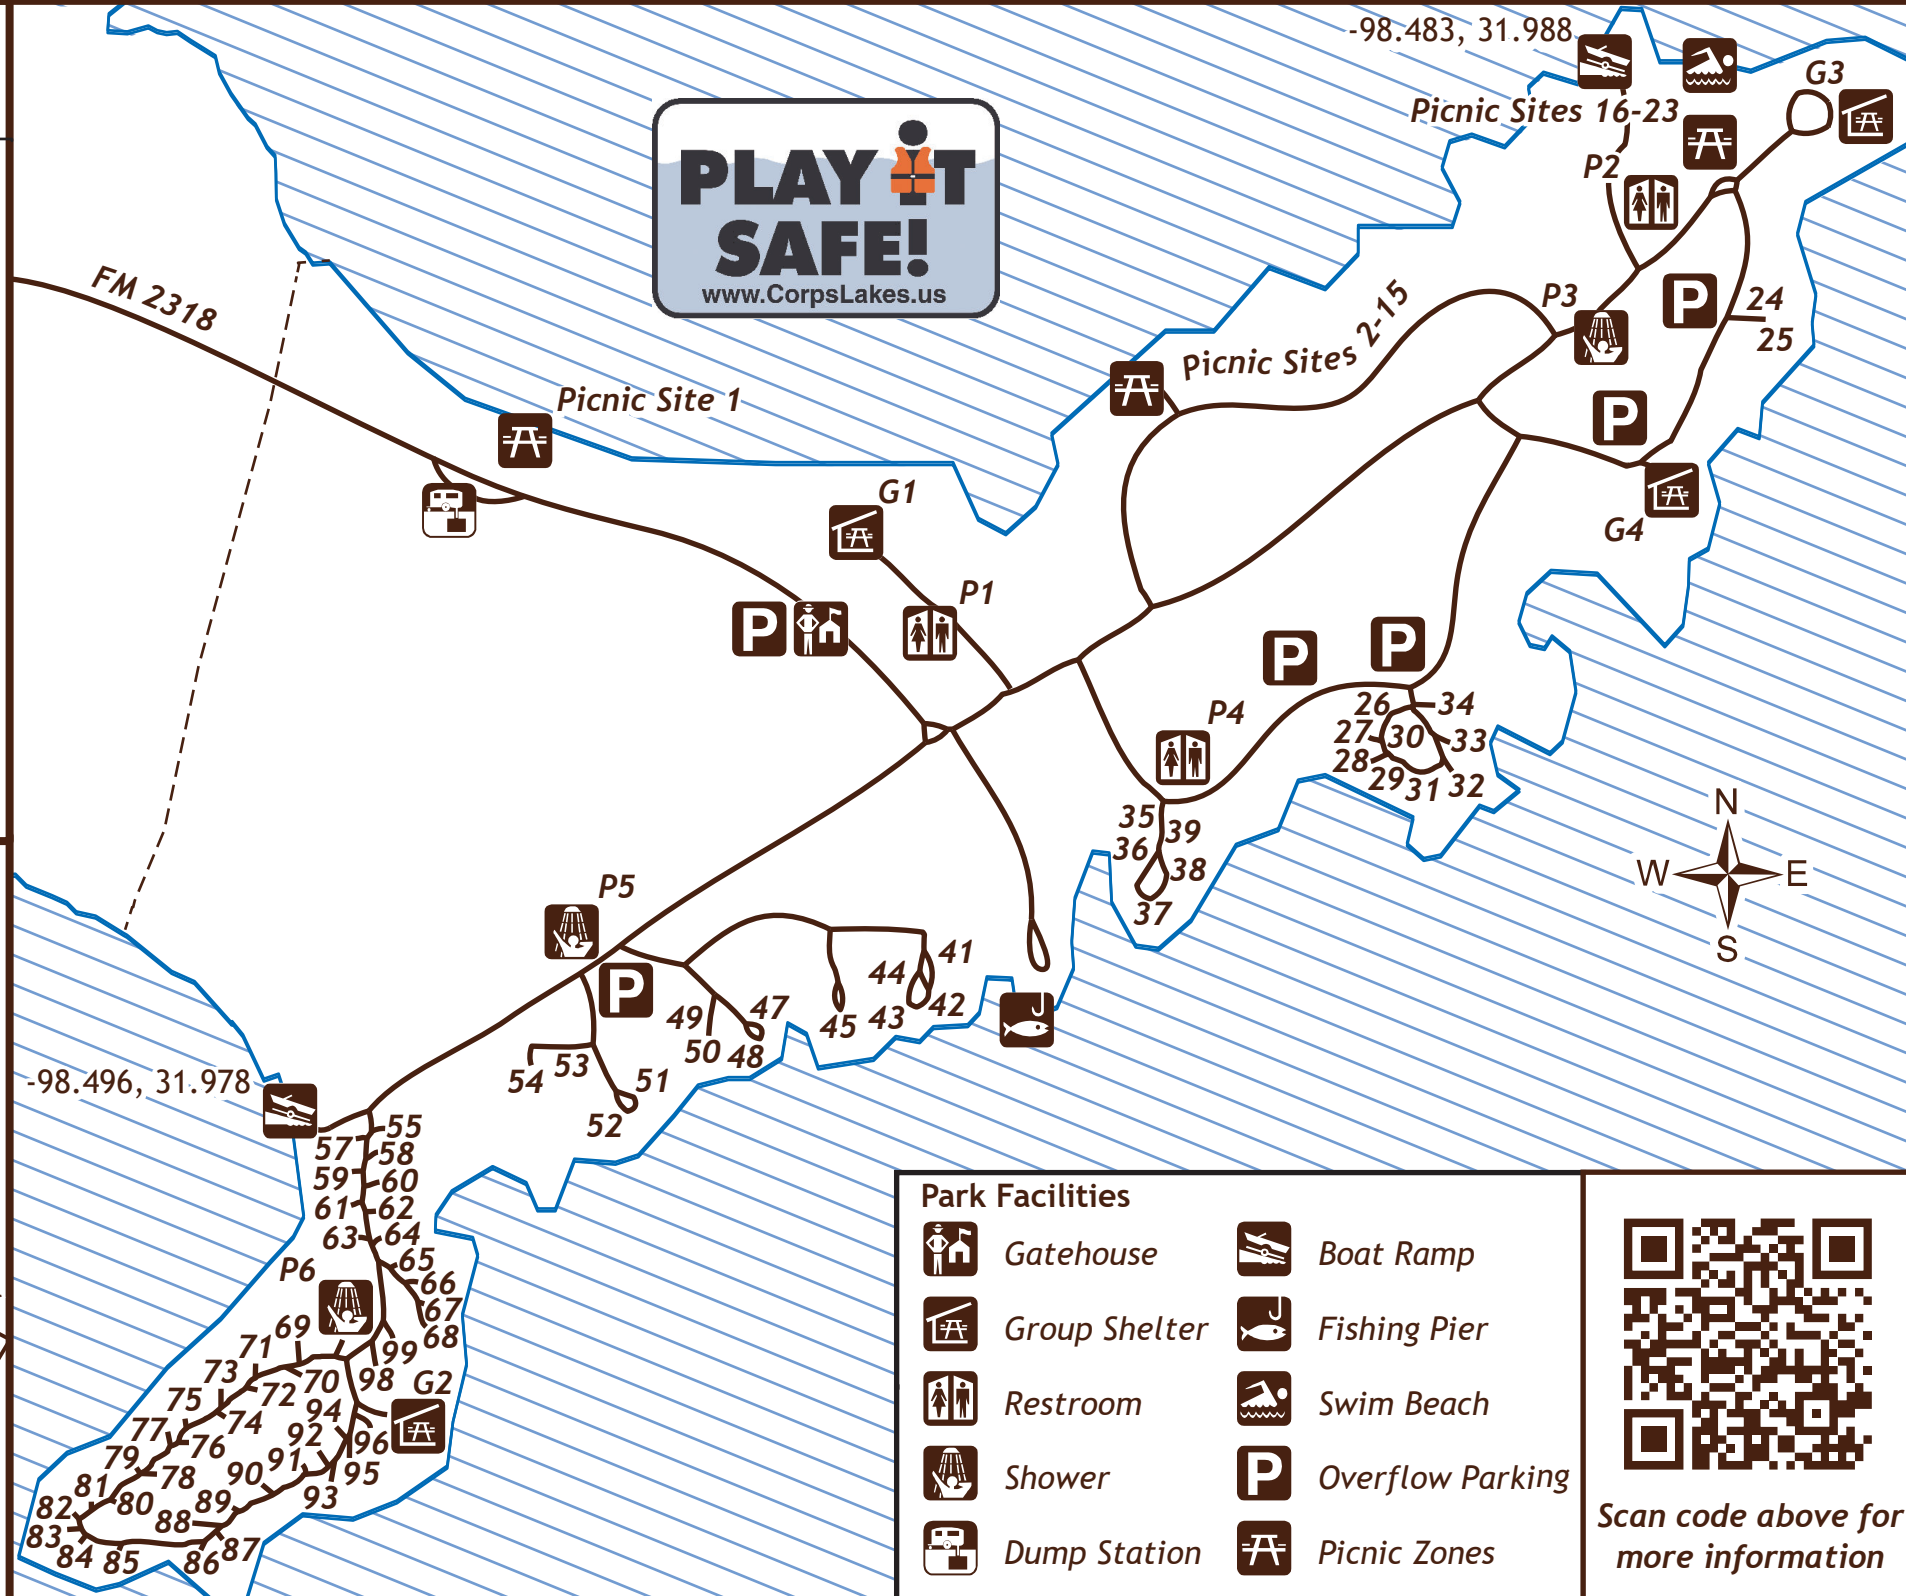 -98.483, 31.988
G3
Picnic Sites 16-23
P2
PLAY IT
SAFE!
www.CorpsLakes.us
FM 2318
P3
P
24
25
Picnic Sites 2-15
Picnic Site 1
P
G1
G4
P1
P
P
P
P4
26
34
27
30
33
28
29
31
32
35
39
36
38
37
N
W
E
S
P5
P
41
44
42
43
45
47
49
50
48
53
54
51
52
-98.496, 31.978
55
57
58
59
60
61
62
63
64
65
P6
66
67
68
69
71
99
73
70
98
G2
72
75
74
94
77
92
96
76
79
91
95
78
90
81
80
93
89
82
88
83
87
84
85
86
Park Facilities
Gatehouse
Boat Ramp
Group Shelter
Fishing Pier
Restroom
Swim Beach
Shower
P
Overflow Parking
Dump Station
Picnic Zones
Scan code above for
more information